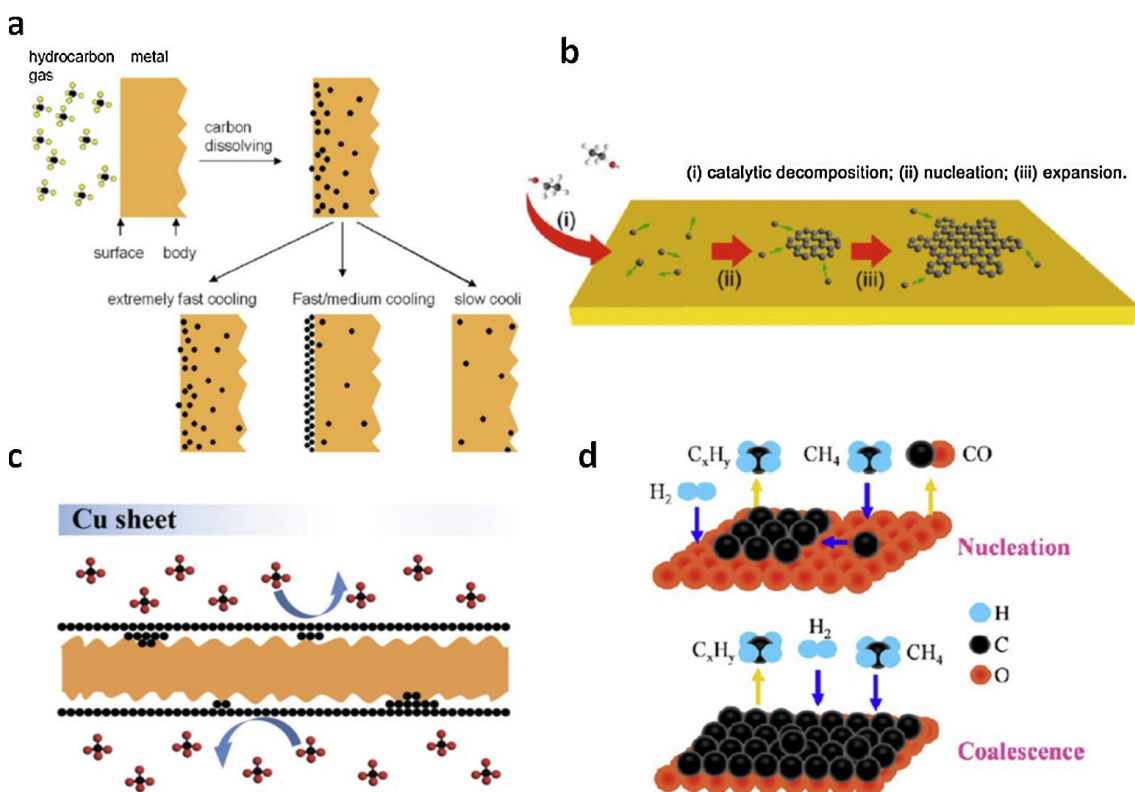 a
hydrocarbon gas
metal
carbon dissolving
surface
body
extremely fast cooling
Fast/medium cooling
slow cooli
b
(i) catalytic decomposition; (ii) nucleation; (iii) expansion.
(i)
(ii)
(iii)
c
Cu sheet
d
CxHy
CH4
CO
H2
Nucleation
H
C
O
H2
CxHy
CH4
Coalescence